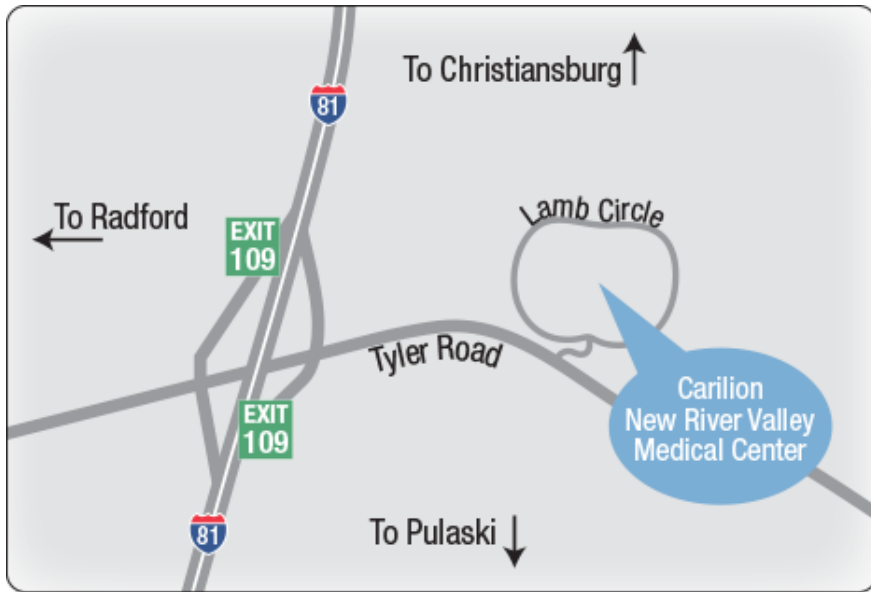 81
To Christiansburg
To Radford
EXIT
109
Lamb Circle
Tyler Road
Carilion
New River Valley
Medical Center
EXIT
109
81
To Pulaski